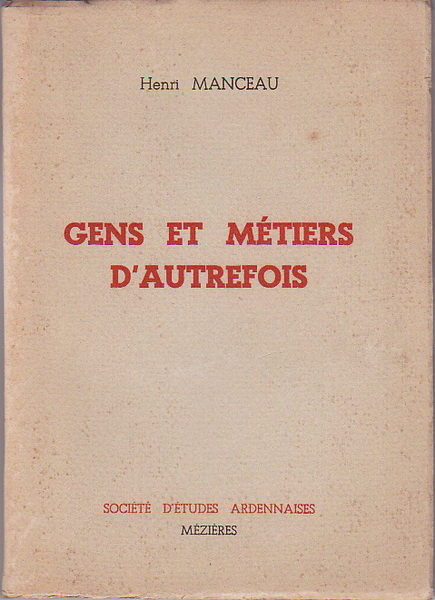 Henri MANCEAU
GENS ET MÉTIERS
D'AUTREFOIS
SOCIÉTÉ D'ÉTUDES ARDENNAISES
MÉZIÈRES